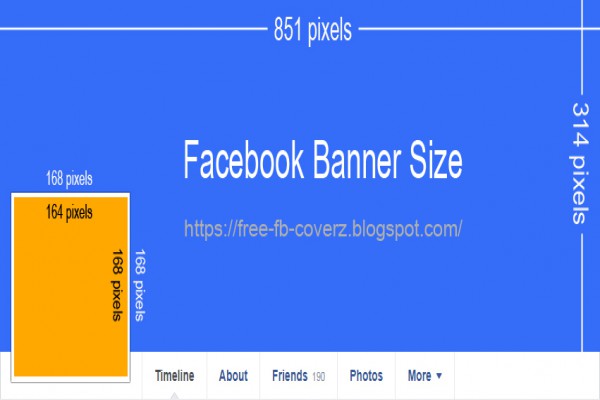 851 pixels
314 pixels
Facebook Banner Size
https://free-fb-coverz.blogspot.com/
168 pixels
164 pixels
168 pixels
168 pixels
Timeline About Friends 190 Photos More